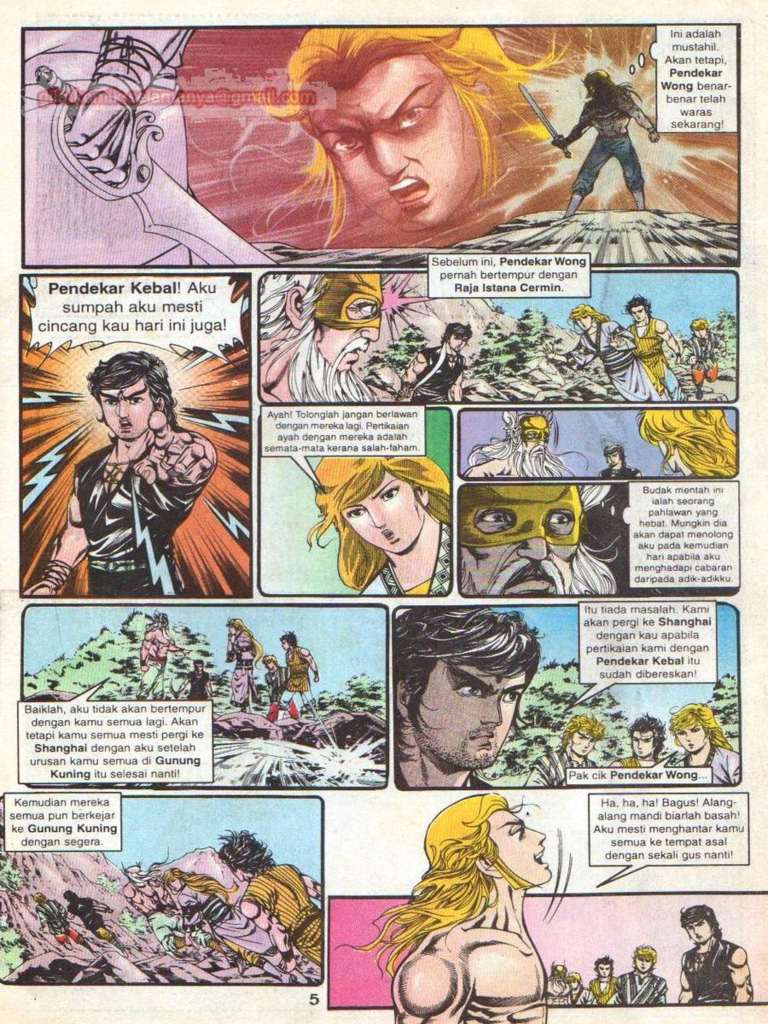 Ini adalah
mustahil.
Akan tetapi,
Pendekar
Wong benar-
benar telah
waras
sekarang!
Pendekar Kebal! Aku
sumpah aku mesti
cincang kau hari ini juga!
Sebelum ini, Pendekar Wong
pernah bertempur dengan
Raja Istana Cermin.
Ayah! Tolonglah jangan berlawan
dengan mereka lagi. Pertikaian
ayah dengan mereka adalah
semata-mata kerana salah-faham.
Budak mentah ini
ialah seorang
pahlawan yang
hebat. Mungkin dia
akan dapat menolong
aku pada kemudian
hari apabila aku
menghadapi cabaran
daripada adik-adikku.
Baiklah, aku tidak akan bertempur
dengan kamu semua lagi. Akan
tetapi kamu semua mesti pergi ke
Shanghai dengan aku setelah
urusan kamu semua di Gunung
Kuning itu selesai nanti!
Itu tiada masalah. Kami
akan pergi ke Shanghai
dengan kau apabila
pertikaian kami dengan
Pendekar Kebal itu
sudah dibereskan!
Pak cik Pendekar Wong...
Kemudian mereka
semua pun berkejar
ke Gunung Kuning
dengan segera.
Ha, ha, ha! Bagus! Alang-
alang mandi biarlah basah!
Aku mesti menghantar kamu
semua ke tempat asal
dengan sekali gus nanti!
5